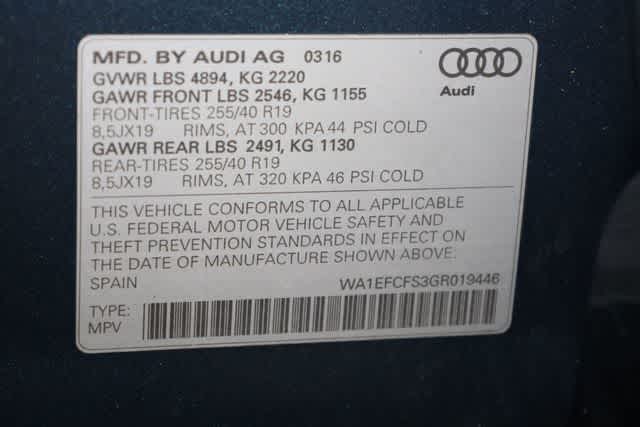 MFD. BY AUDI AG 0316
GVWR LBS 4894, KG 2220
GAWR FRONT LBS 2546, KG 1155
FRONT-TIRES 255/40 R19
8,5JX19 RIMS, AT 300 KPA 44 PSI COLD
GAWR REAR LBS 2491, KG 1130
REAR-TIRES 255/40 R19
8,5JX19 RIMS, AT 320 KPA 46 PSI COLD
Audi
THIS VEHICLE CONFORMS TO ALL APPLICABLE
U.S. FEDERAL MOTOR VEHICLE SAFETY AND
THEFT PREVENTION STANDARDS IN EFFECT ON
THE DATE OF MANUFACTURE SHOWN ABOVE:
SPAIN WA1EFCFS3GR019446
TYPE:
MPV